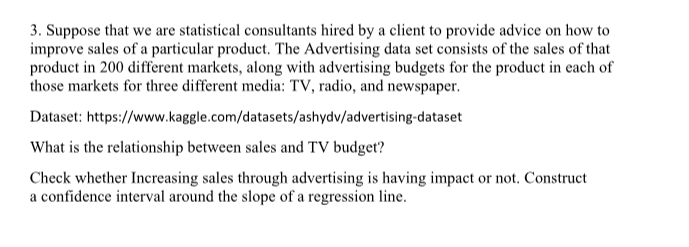 3. Suppose that we are statistical consultants hired by a client to provide advice on how to
improve sales of a particular product. The Advertising data set consists of the sales of that
product in 200 different markets, along with advertising budgets for the product in each of
those markets for three different media: TV, radio, and newspaper.
Dataset: https://www.kaggle.com/datasets/ashydv/advertising-dataset
What is the relationship between sales and TV budget?
Check whether Increasing sales through advertising is having impact or not. Construct
a confidence interval around the slope of a regression line.